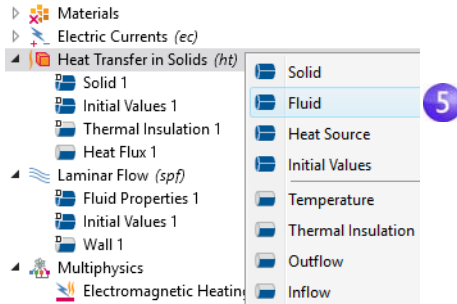 Materials
Electric Currents (ec)
Heat Transfer in Solids (ht)
Solid 1
Initial Values 1
Thermal Insulation 1
Heat Flux 1
Laminar Flow (spf)
Fluid Properties 1
Initial Values 1
Wall 1
Multiphysics
Electromagnetic Heating
Solid
Fluid
5
Heat Source
Initial Values
Temperature
Thermal Insulation
Outflow
Inflow